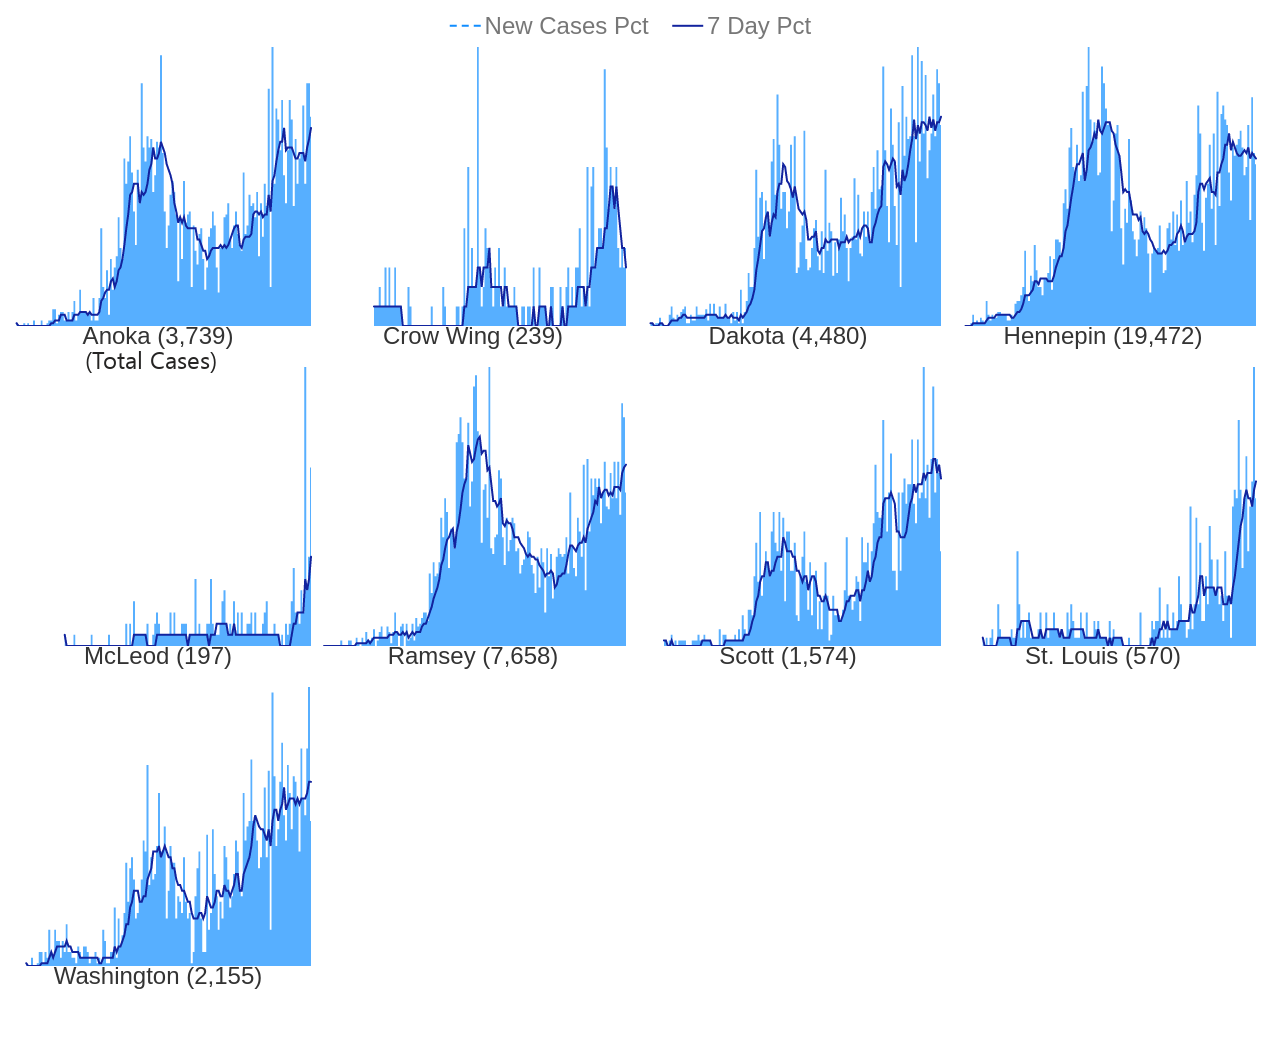 New Cases Pct 7 Day Pct
Anoka (3,739) Crow Wing (239) Dakota (4,480) Hennepin (19,472)
(Total Cases)
McLeod (197) Ramsey (7,658) Scott (1,574) St. Louis (570)
Washington (2,155)